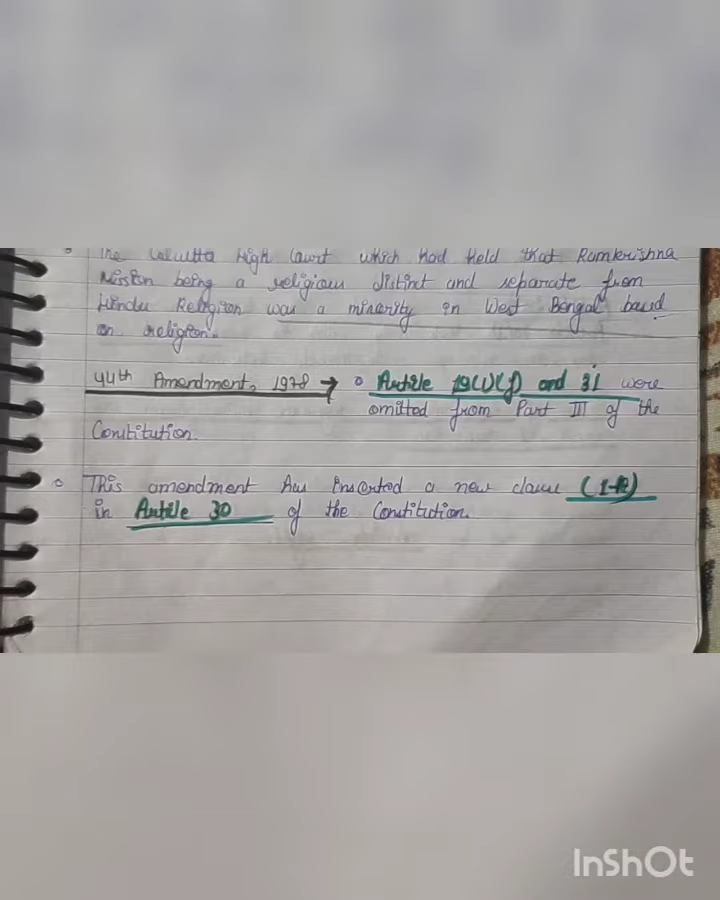 The Calcutta High Court which had held that Ramkrishna
Mission being a religious distint and separate from
Hindu Religion was a minority in West Bengal based
on religion.
44th Amendment, 1978 → Article 19(1)(f) and 31 were
omitted from Part III of the
Constitution.
This amendment has inserted a new clause (1-A)
in Article 30 of the Constitution.
InShOt